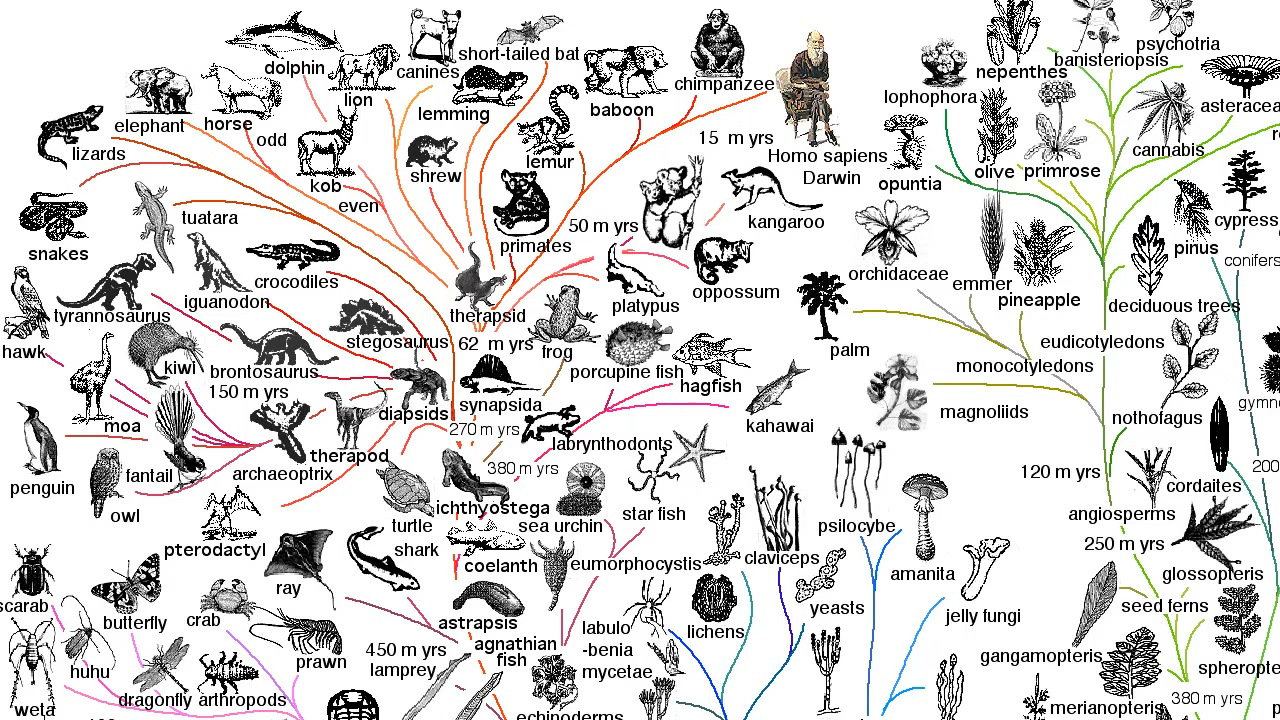 psychotria
banisteriopsis
dolphin
short-tailed bat
canines
nepenthes
lion
chimpanzee
lophophora
lemming
baboon
asteracea
elephant
horse
odd
15 m yrs
cannabis
lizards
lemur
Homo sapiens
Darwin
shrew
olive
primrose
opuntia
kob
even
tuatara
50 m yrs
kangaroo
cypress
snakes
primates
pinus
conifers
crocodiles
orchidaceae
emmer
iguanodon
oppossum
pineapple
tyrannosaurus
therapsid
platypus
deciduous trees
stegosaurus
62 m yrs
frog
eudicotyledons
hawk
kiwi
brontosaurus
porcupine fish
hagfish
palm
monocotyledons
150 m yrs
synapsida
gymn
diapsids
magnoliids
nothofagus
moa
270 m yrs
kahawai
labrynthodonts
therapod
archaeoptrix
fantail
380 m yrs
120 m yrs
200
penguin
cordaites
owl
ichthyostega
turtle
sea urchin
star fish
psilocybe
angiosperms
pterodactyl
shark
250 m yrs
coelanth
eumorphocystis
claviceps
amanita
glossopteris
ray
scarab
butterfly
crab
astrapsis
yeasts
seed ferns
jelly fungi
labulo
-benia
mycetae
lichens
agnathian
fish
450 m yrs
lamprey
prawn
huhu
gangamopteris
spheropte
dragonfly
arthropods
380 m yrs
weta
merianopteris
echinoderms